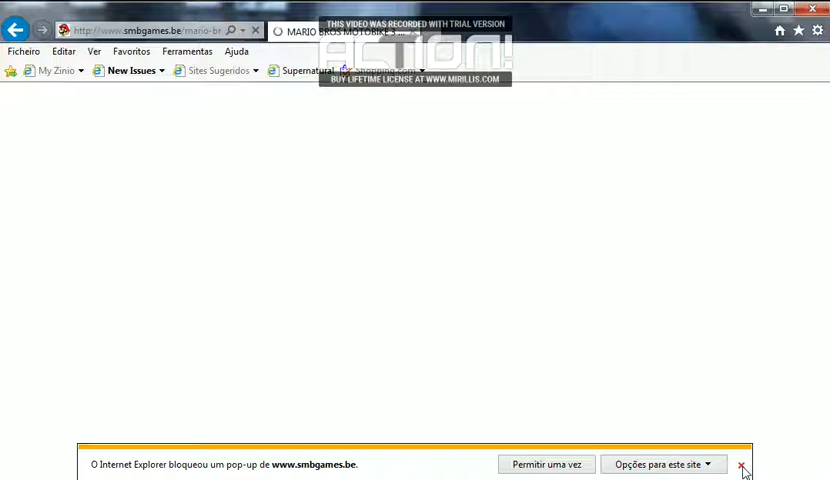 THIS VIDEO WAS RECORDED WITH TRIAL VERSION
http://www.smbgames.be/mario-br
MARIO BROS MOTOBIKE 3 ...
ACTION!
BUY LIFETIME LICENSE AT WWW.MIRILLIS.COM
Ficheiro Editar Ver Favoritos Ferramentas Ajuda
My Zinio New Issues Sites Sugeridos Supernatural Shopping.com
O Internet Explorer bloqueou um pop-up de www.smbgames.be. Permitir uma vez Opções para este site